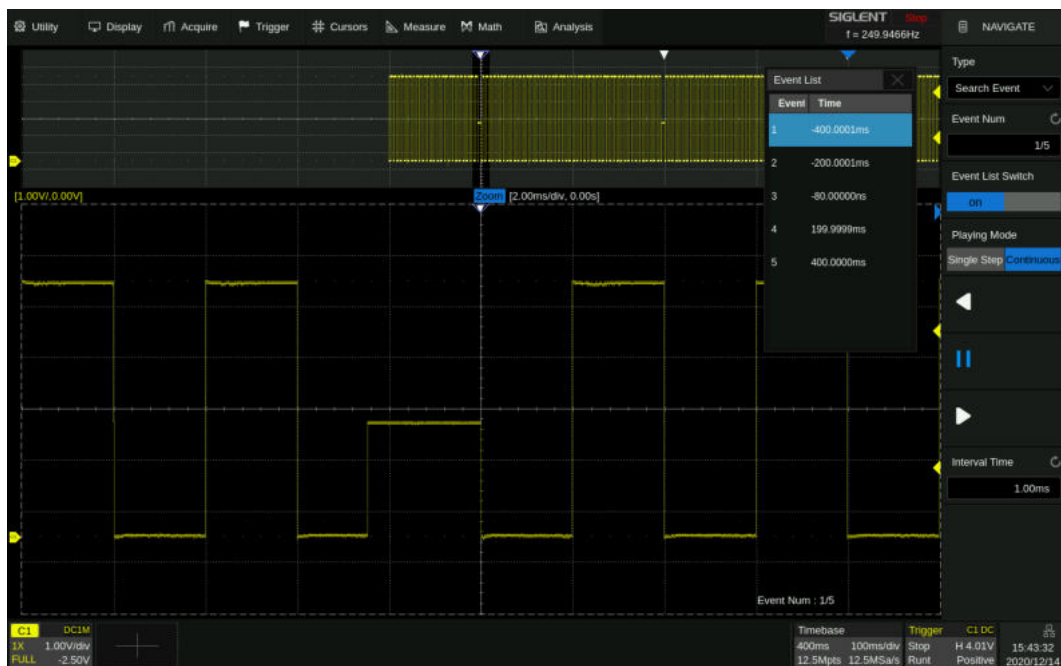 Utility Display Acquire Trigger Cursors Measure Math Analysis
SIGLENT Stop
f = 249.9466Hz
NAVIGATE
Type
Search Event
Event Num
1/5
Event List Switch
on
Playing Mode
Single Step Continuous
Interval Time
1.00ms
Event List
Event Time
1 -400.0001ms
2 -200.0001ms
3 -80.00000ns
4 199.9999ms
5 400.0000ms
[1.00V/,0.00V]
Zoom [2.00ms/div, 0.00s]
Event Num : 1/5
C1 DC1M
1X 1.00V/div
FULL -2.50V
Timebase
400ms 100ms/div
12.5Mpts 12.5MSa/s
Trigger C1 DC
Stop H 4.01V
Runt Positive
15:43:32